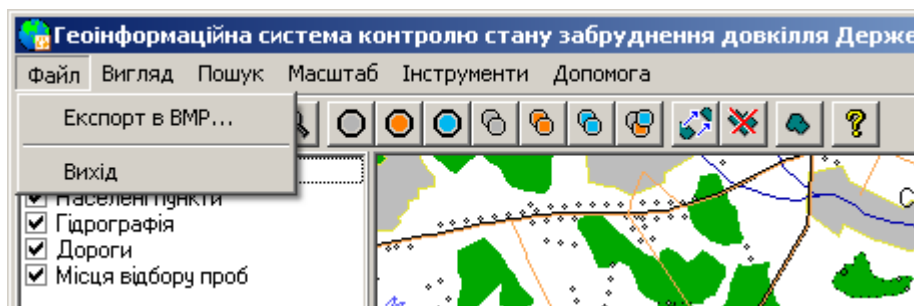 Геоінформаційна система контролю стану забруднення довкілля Держе
Файл Вигляд Пошук Масштаб Інструменти Допомога
Експорт в BMP...
Вихід
Населені пункти
Гідрографія
Дороги
Місця відбору проб
С